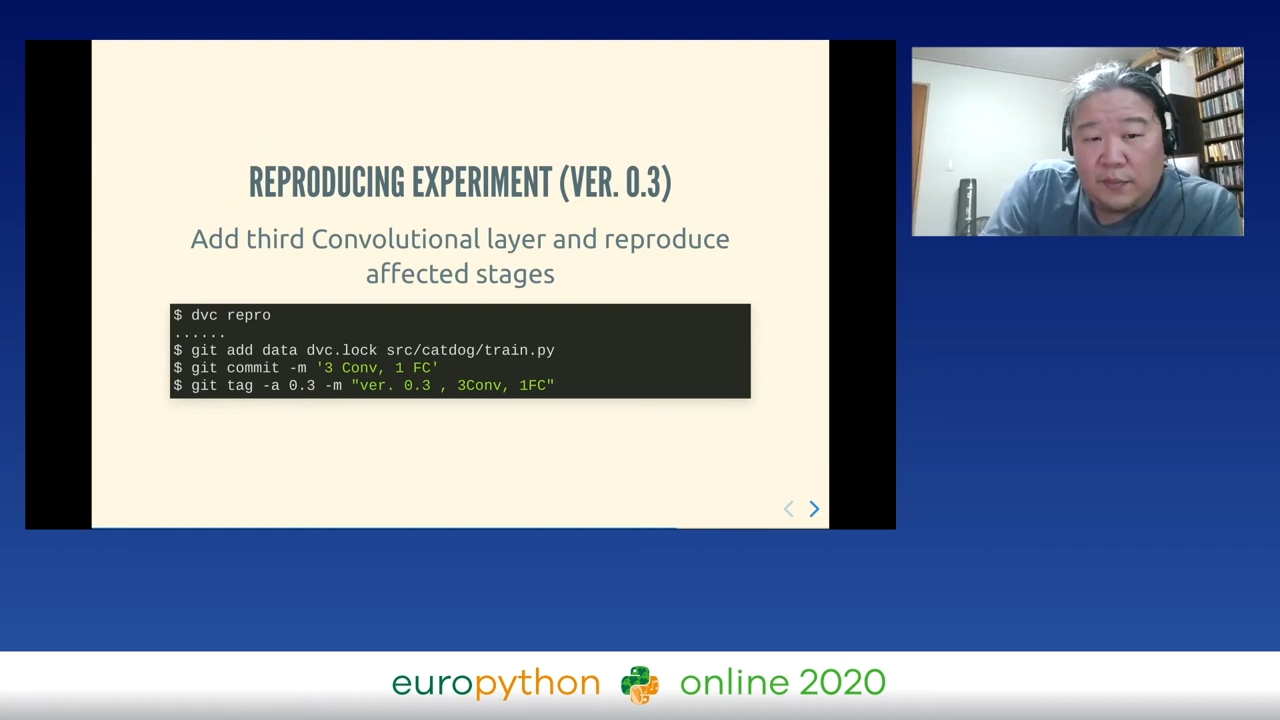 REPRODUCING EXPERIMENT (VER. 0.3)
Add third Convolutional layer and reproduce
affected stages
$ dvc repro
......
$ git add data dvc.lock src/catdog/train.py
$ git commit -m '3 Conv, 1 FC'
$ git tag -a 0.3 -m "ver. 0.3 , 3Conv, 1FC"
europython online 2020